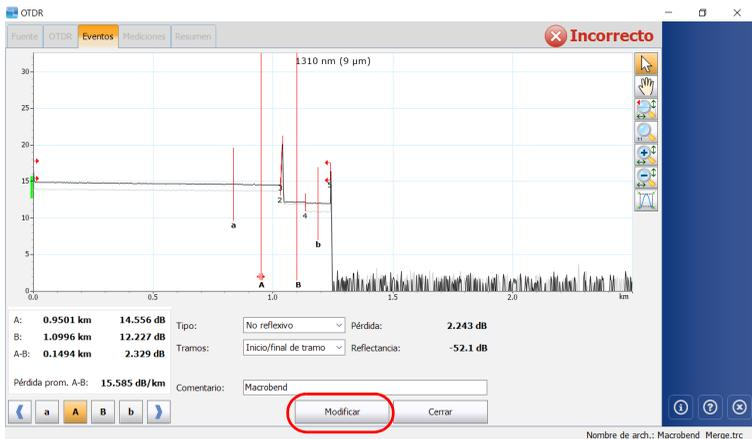 OTDR
Fuente OTDR Eventos Mediciones Resumen
Incorrecto
1310 nm (9 µm)
30
25
20
15
10
5
0
0.0 0.5 1.0 1.5 2.0 km
a A B b
2 4
A: 0.9501 km 14.556 dB
B: 1.0996 km 12.227 dB
A-B: 0.1494 km 2.329 dB
Pérdida prom. A-B: 15.585 dB/km
a A B b
Tipo: No reflexivo Pérdida: 2.243 dB
Tramos: Inicio/final de tramo Reflectancia: -52.1 dB
Comentario: Macrobend
Modificar Cerrar
Nombre de arch.: Macrobend_Merge.trc